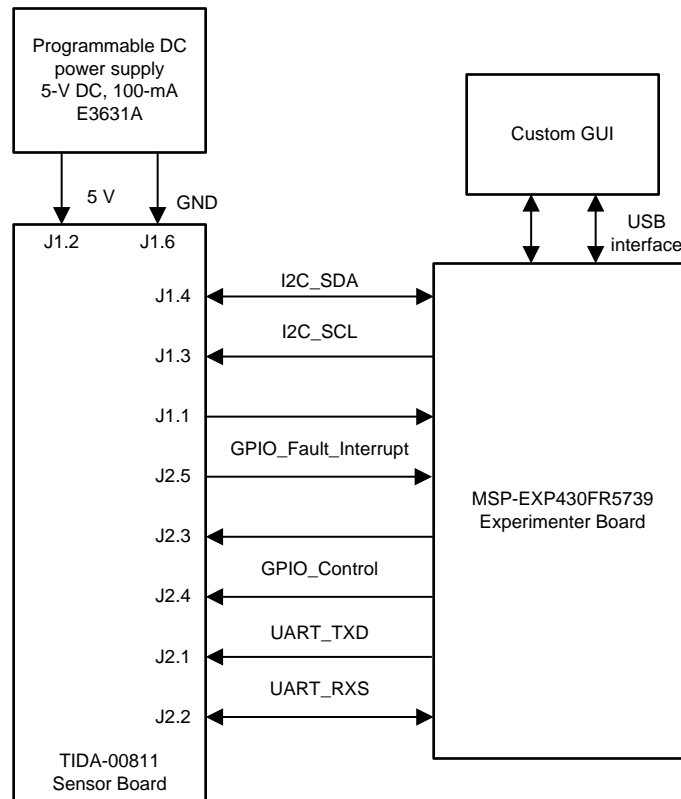 Programmable DC
power supply
5-V DC, 100-mA
E3631A
Custom GUI
5 V
GND
USB
interface
J1.2
J1.6
J1.4
I2C_SDA
J1.3
I2C_SCL
J1.1
GPIO_Fault_Interrupt
J2.5
MSP-EXP430FR5739
Experimenter Board
J2.3
GPIO_Control
J2.4
UART_TXD
J2.1
UART_RXS
J2.2
TIDA-00811
Sensor Board